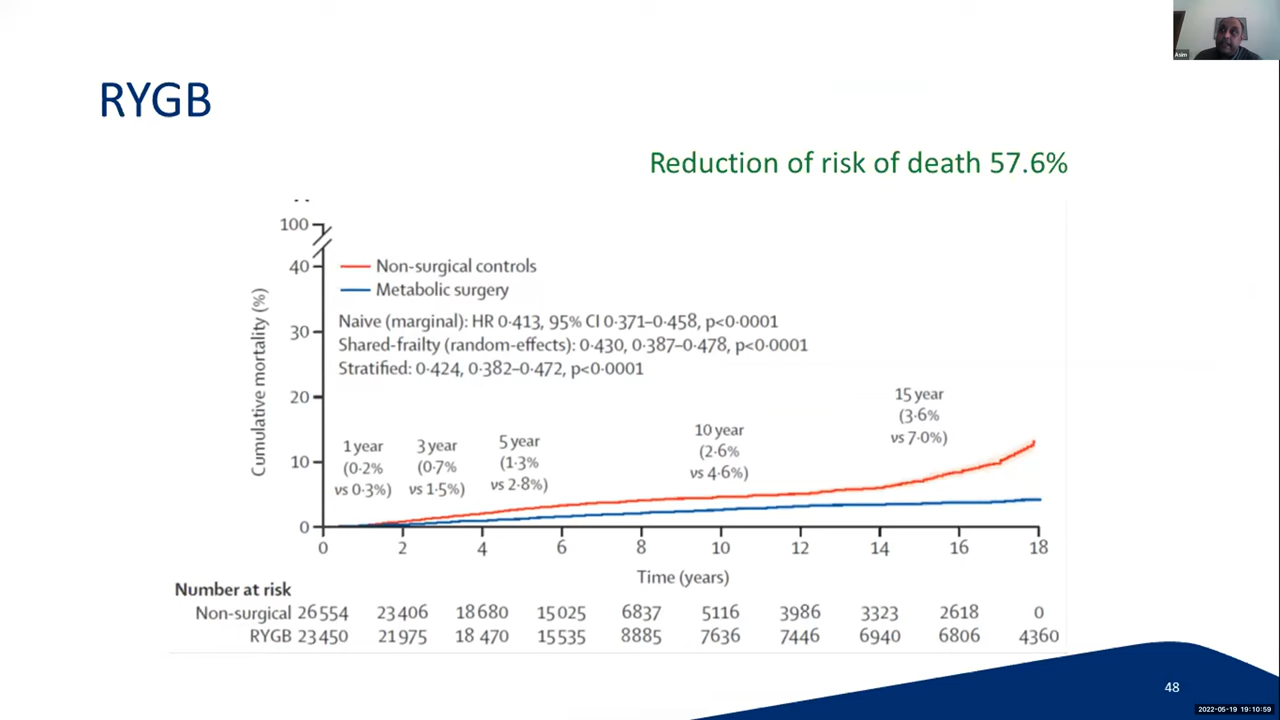 Asim
RYGB
Reduction of risk of death 57.6%
100
40
30
20
10
0
Cumulative mortality (%)
Non-surgical controls
Metabolic surgery
Naive (marginal): HR 0·413, 95% CI 0·371–0·458, p<0·0001
Shared-frailty (random-effects): 0·430, 0·387–0·478, p<0·0001
Stratified: 0·424, 0·382–0·472, p<0·0001
1 year
(0·2%
vs 0·3%)
3 year
(0·7%
vs 1·5%)
5 year
(1·3%
vs 2·8%)
10 year
(2·6%
vs 4·6%)
15 year
(3·6%
vs 7·0%)
0 2 4 6 8 10 12 14 16 18
Time (years)
Number at risk
Non-surgical 26 554 23 406 18 680 15 025 6837 5116 3986 3323 2618 0
RYGB 23 450 21 975 18 470 15 535 8885 7636 7446 6940 6806 4360
48
2022-05-19 19:10:59